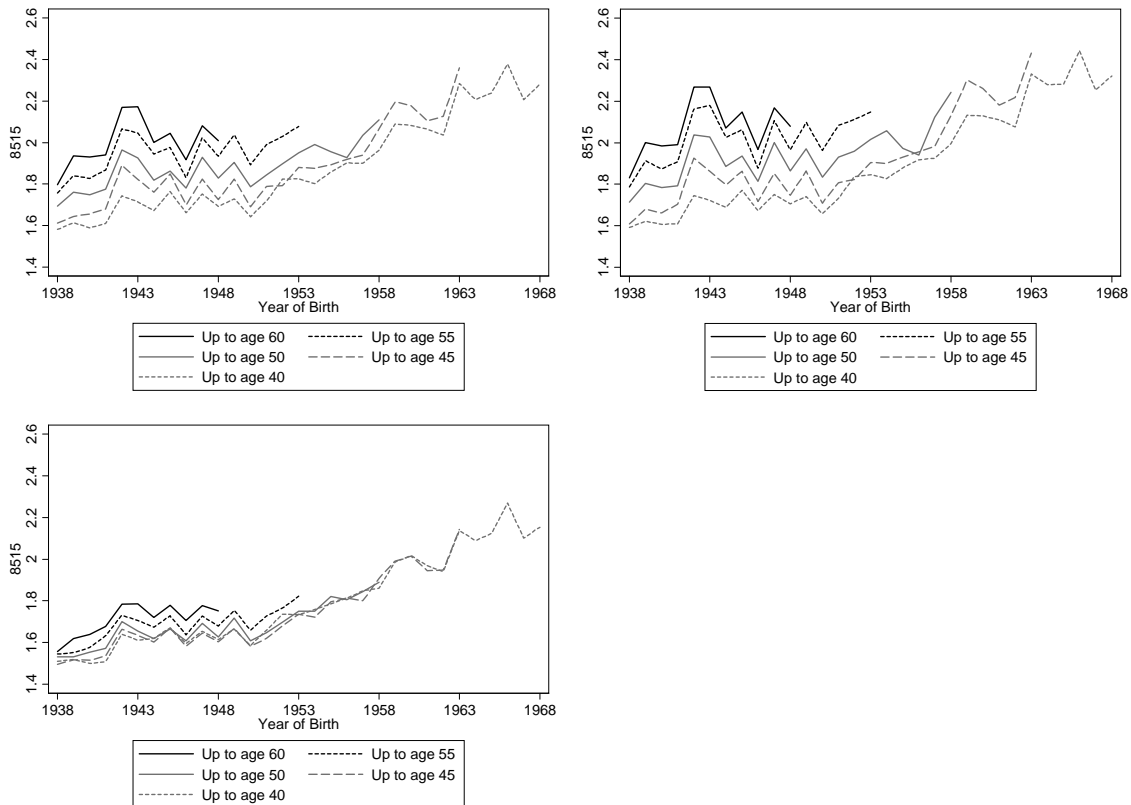 2.6
2.4
2.2
2
1.8
1.6
1.4
8515
1938 1943 1948 1953 1958 1963 1968
Year of Birth
Up to age 60 Up to age 55
Up to age 50 Up to age 45
Up to age 40
2.6
2.4
2.2
2
1.8
1.6
1.4
8515
1938 1943 1948 1953 1958 1963 1968
Year of Birth
Up to age 60 Up to age 55
Up to age 50 Up to age 45
Up to age 40
2.6
2.4
2.2
2
1.8
1.6
1.4
8515
1938 1943 1948 1953 1958 1963 1968
Year of Birth
Up to age 60 Up to age 55
Up to age 50 Up to age 45
Up to age 40